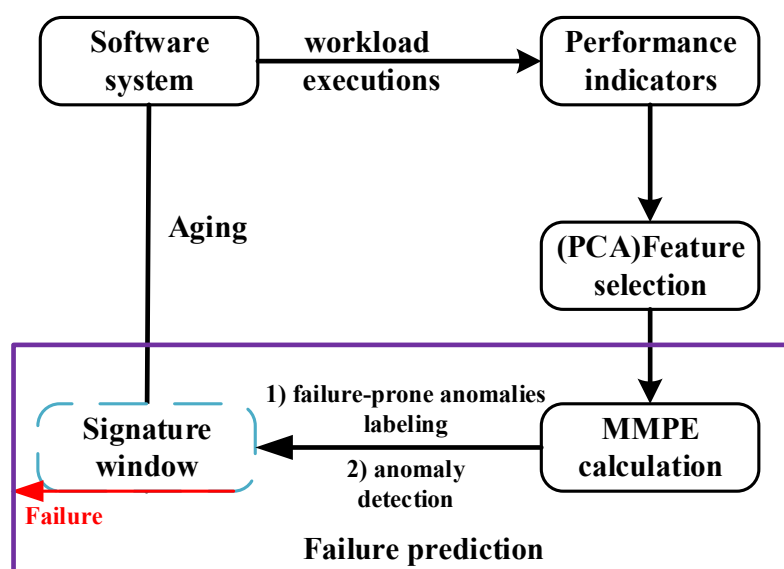 Software
system
workload
executions
Performance
indicators
Aging
(PCA)Feature
selection
1) failure-prone anomalies
labeling
2) anomaly
detection
Signature
window
MMPE
calculation
Failure
Failure prediction